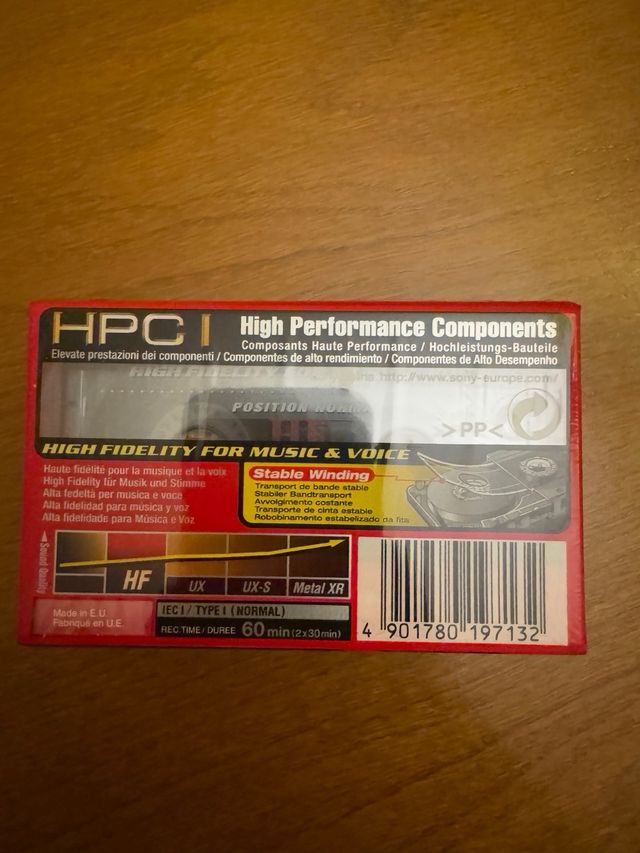 HPC I
High Performance Components
Composants Haute Performance / Hochleistungs-Bauteile
Elevate prestazioni dei componenti / Componentes de alto rendimiento / Componentes de Alto Desempenho
HIGH FIDELITY http://www.sony-europe.com/
POSITION
HF
>PP<
HIGH FIDELITY FOR MUSIC & VOICE
Haute fidélité pour la musique et la voix
High Fidelity für Musik und Stimme
Alta fedeltà per musica e voce
Alta fidelidad para música y voz
Alta fidelidade para Música e Voz
Stable Winding
Transport de bande stable
Stabiler Bandtransport
Avvolgimento costante
Transporte de cinta estable
Robobinamento estabelizado da fita
Sound Quality
HF UX UX-S Metal XR
Made in E.U.
Fabriqué en U.E.
IEC I / TYPE I (NORMAL)
REC.TIME / DUREE 60 min (2 x 30 min)
4 901780 197132